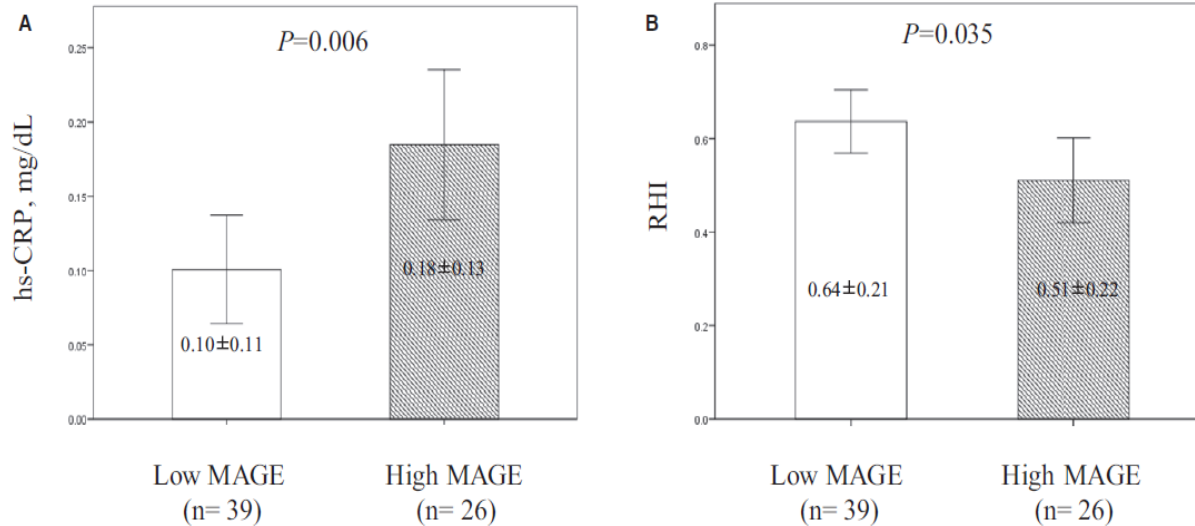 A
P=0.006
hs-CRP, mg/dL
0.25
0.20
0.15
0.10
0.05
0.00
0.10±0.11
0.18±0.13
Low MAGE
(n= 39)
High MAGE
(n= 26)
B
P=0.035
RHI
0.8
0.6
0.4
0.2
0.0
0.64±0.21
0.51±0.22
Low MAGE
(n= 39)
High MAGE
(n= 26)